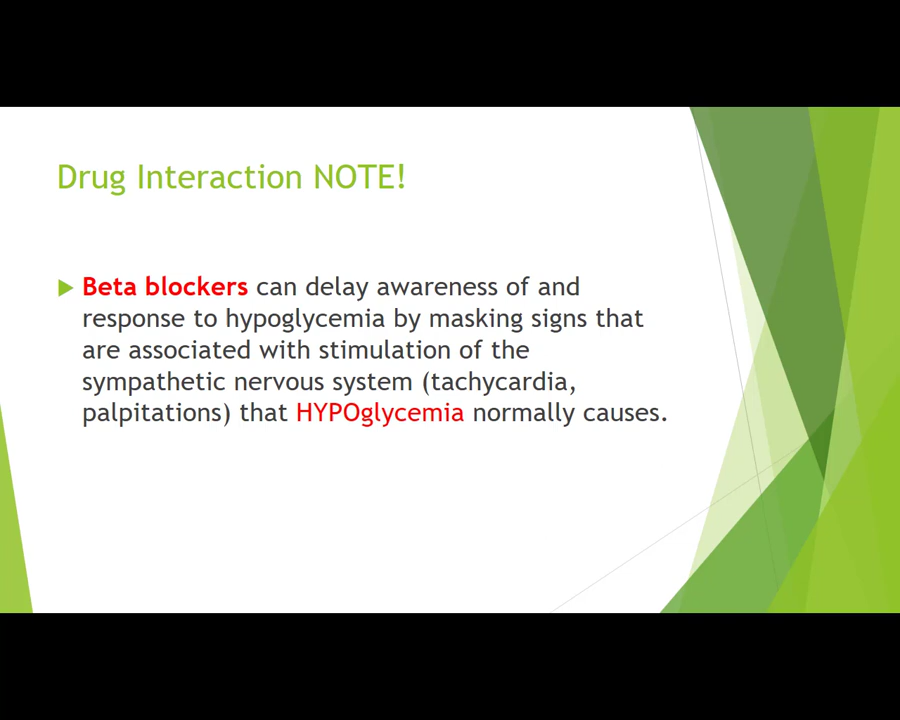 Drug Interaction NOTE!
Beta blockers can delay awareness of and
response to hypoglycemia by masking signs that
are associated with stimulation of the
sympathetic nervous system (tachycardia,
palpitations) that HYPOglycemia normally causes.